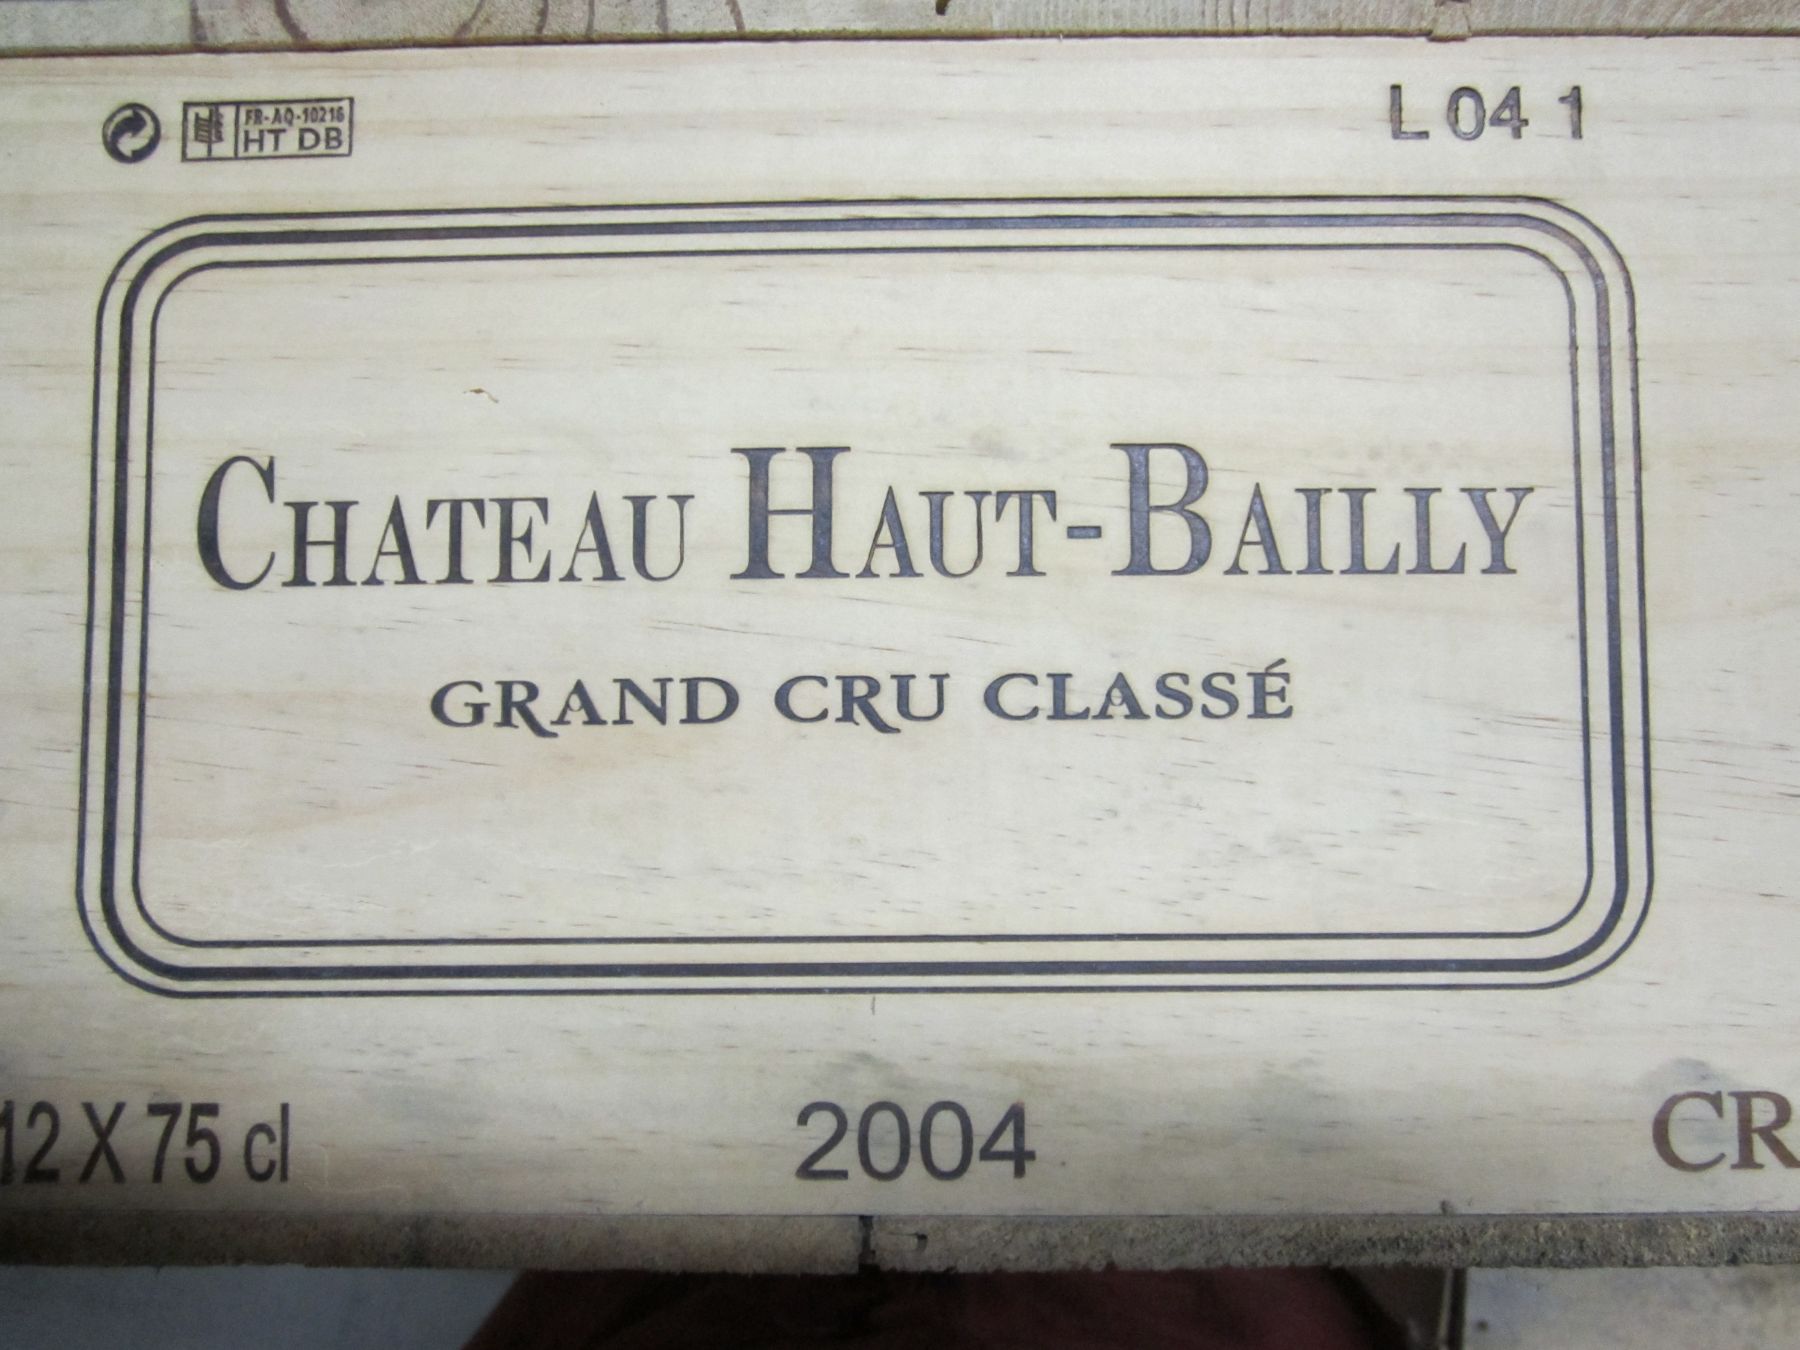 FR-AQ-10216
HT DB
L 04 1
CHATEAU HAUT-BAILLY
GRAND CRU CLASSÉ
12 X 75 cl
2004
CR